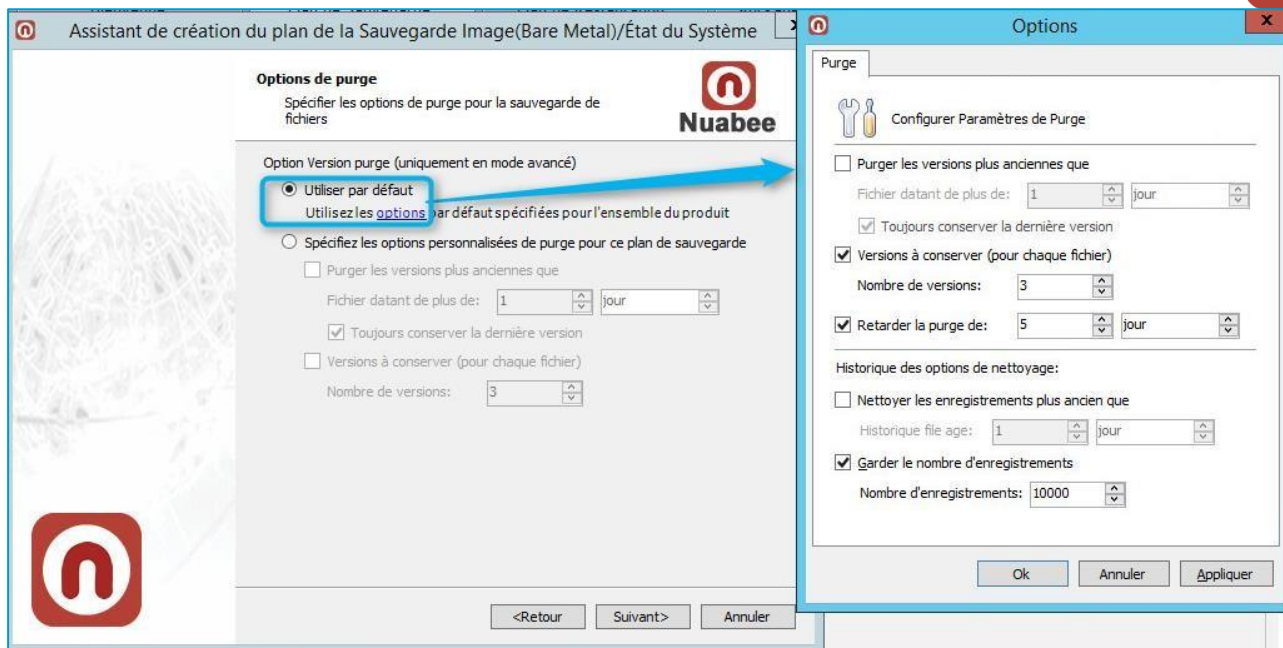 Assistant de création du plan de la Sauvegarde Image(Bare Metal)/État du Système
Options de purge
Spécifier les options de purge pour la sauvegarde de
fichiers
Nuabee
Option Version purge (uniquement en mode avancé)
Utiliser par défaut
Utilisez les options par défaut spécifiées pour l'ensemble du produit
Spécifiez les options personnalisées de purge pour ce plan de sauvegarde
Purger les versions plus anciennes que
Fichier datant de plus de: 1 jour
Toujours conserver la dernière version
Versions à conserver (pour chaque fichier)
Nombre de versions: 3
<Retour Suivant> Annuler
Options
x
Purge
Configurer Paramètres de Purge
Purger les versions plus anciennes que
Fichier datant de plus de: 1 jour
Toujours conserver la dernière version
Versions à conserver (pour chaque fichier)
Nombre de versions: 3
Retarder la purge de: 5 jour
Historique des options de nettoyage:
Nettoyer les enregistrements plus ancien que
Historique file age: 1 jour
Garder le nombre d'enregistrements
Nombre d'enregistrements: 10000
Ok Annuler Appliquer